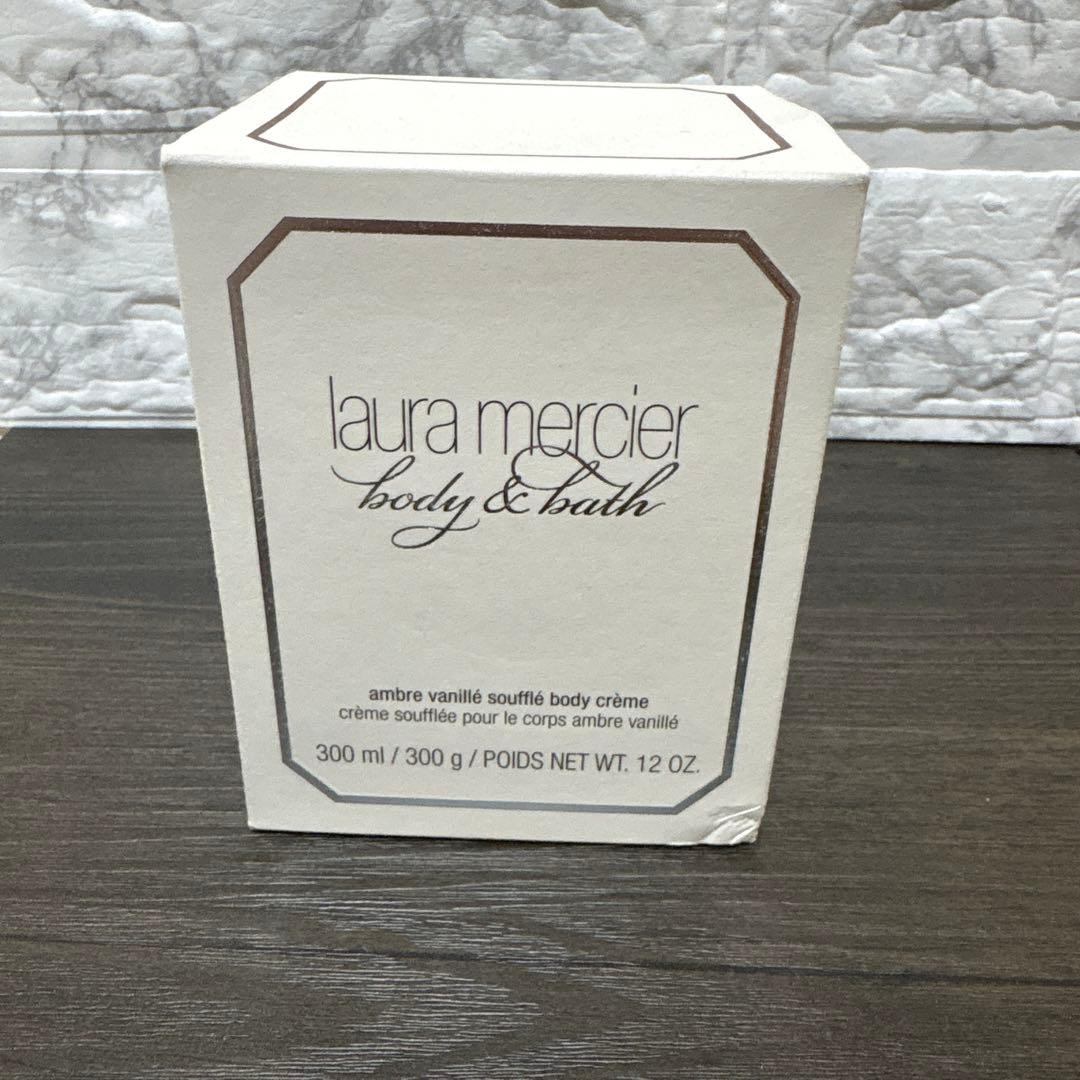 laura mercier
body & bath
ambre vanillé soufflé body crème
crème soufflée pour le corps ambre vanillé
300 ml / 300 g / POIDS NET WT. 12 OZ.